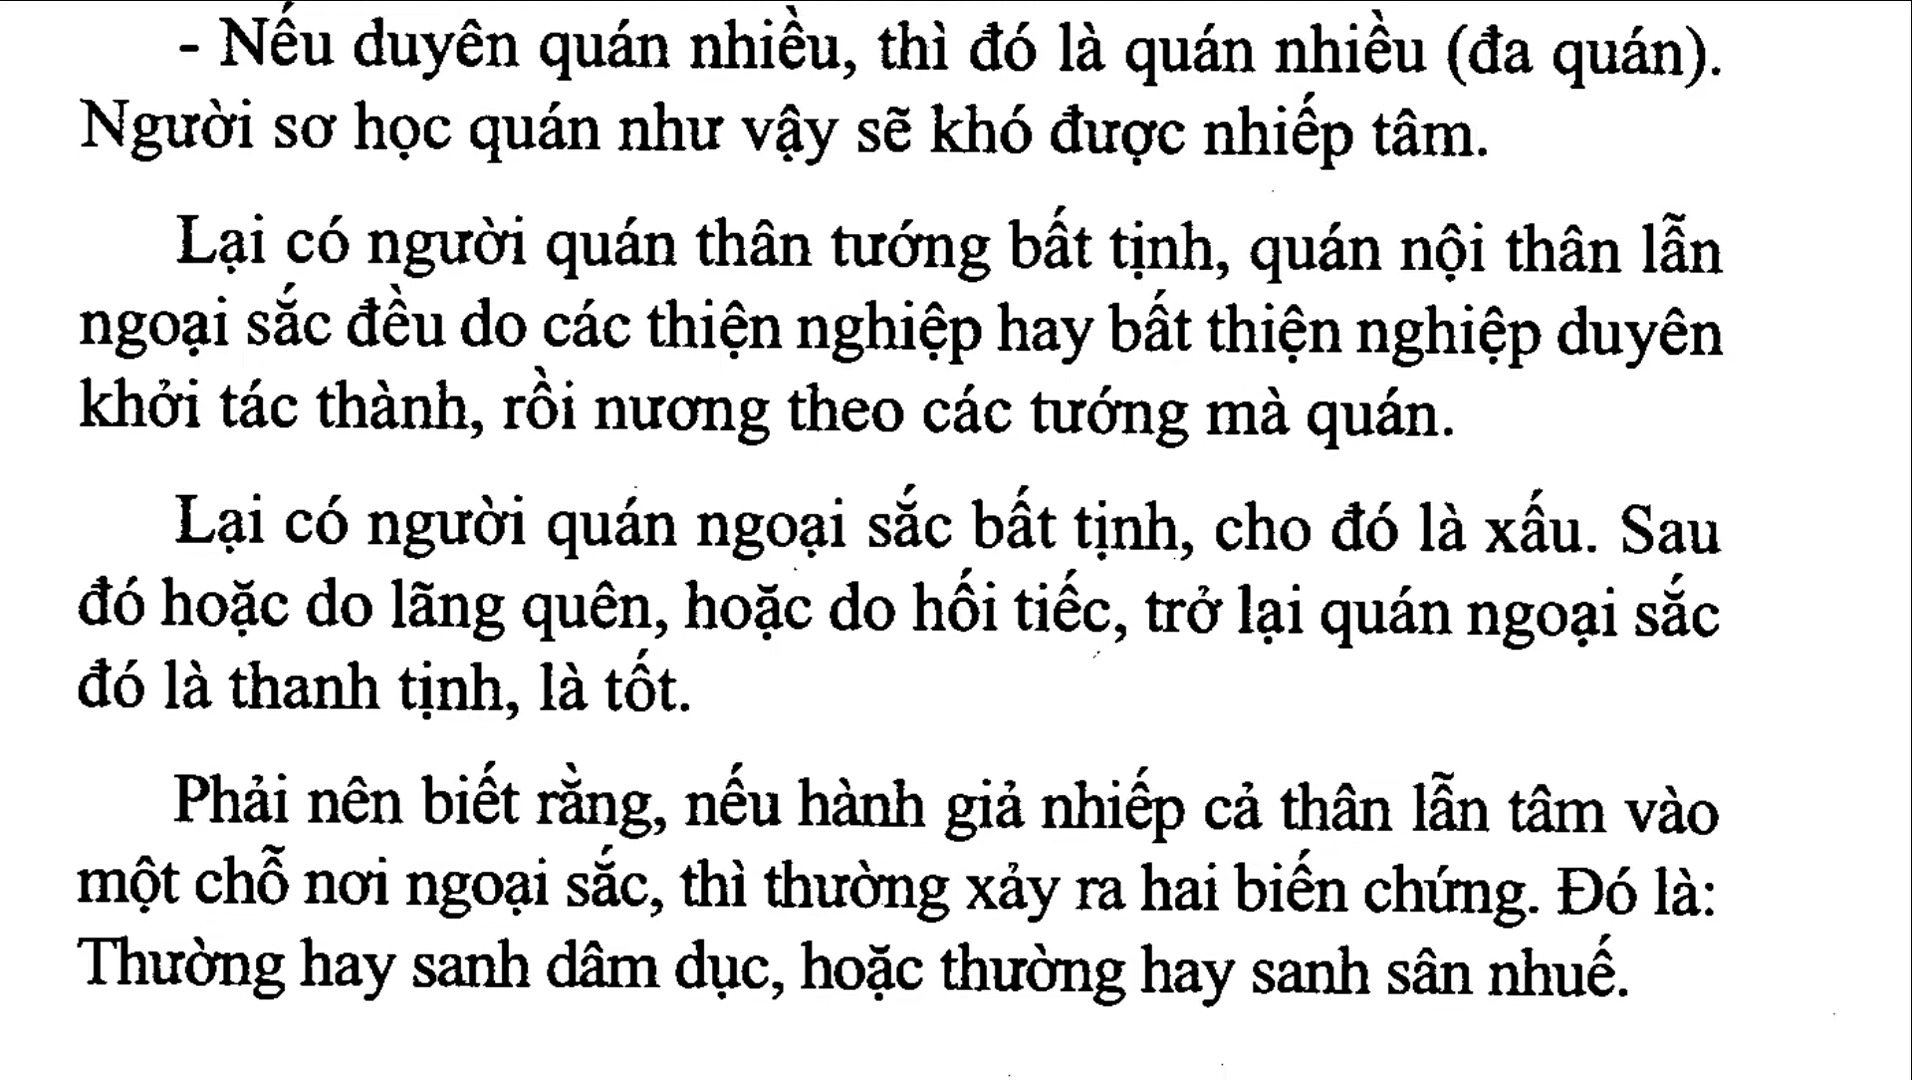 - Nếu duyên quán nhiều, thì đó là quán nhiều (đa quán).
Người sơ học quán như vậy sẽ khó được nhiếp tâm.
Lại có người quán thân tướng bất tịnh, quán nội thân lẫn
ngoại sắc đều do các thiện nghiệp hay bất thiện nghiệp duyên
khởi tác thành, rồi nương theo các tướng mà quán.
Lại có người quán ngoại sắc bất tịnh, cho đó là xấu. Sau
đó hoặc do lãng quên, hoặc do hối tiếc, trở lại quán ngoại sắc
đó là thanh tịnh, là tốt.
Phải nên biết rằng, nếu hành giả nhiếp cả thân lẫn tâm vào
một chỗ nơi ngoại sắc, thì thường xảy ra hai biến chứng. Đó là:
Thường hay sanh dâm dục, hoặc thường hay sanh sân nhuế.